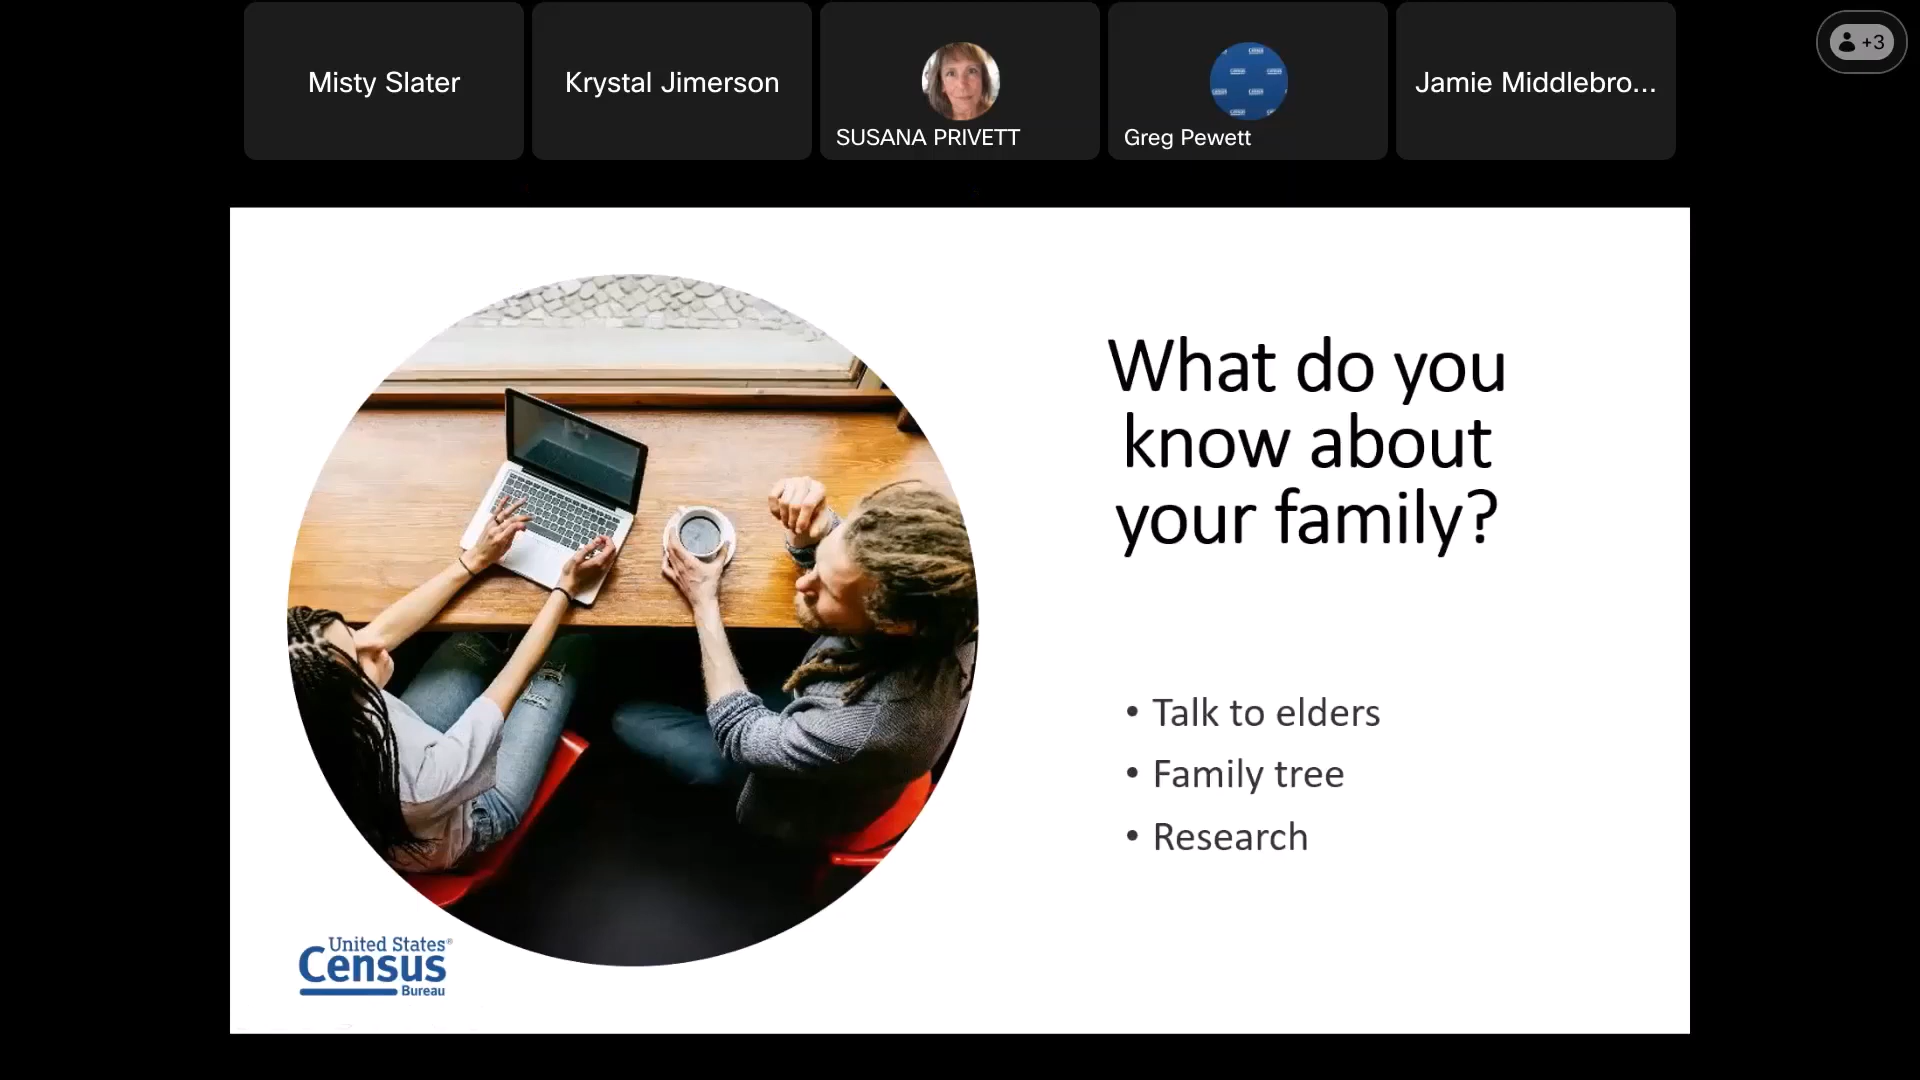 Misty Slater
Krystal Jimerson
SUSANA PRIVETT
Greg Pewett
Jamie Middlebro...
+3
What do you
know about
your family?
• Talk to elders
• Family tree
• Research
United States®
Census
Bureau